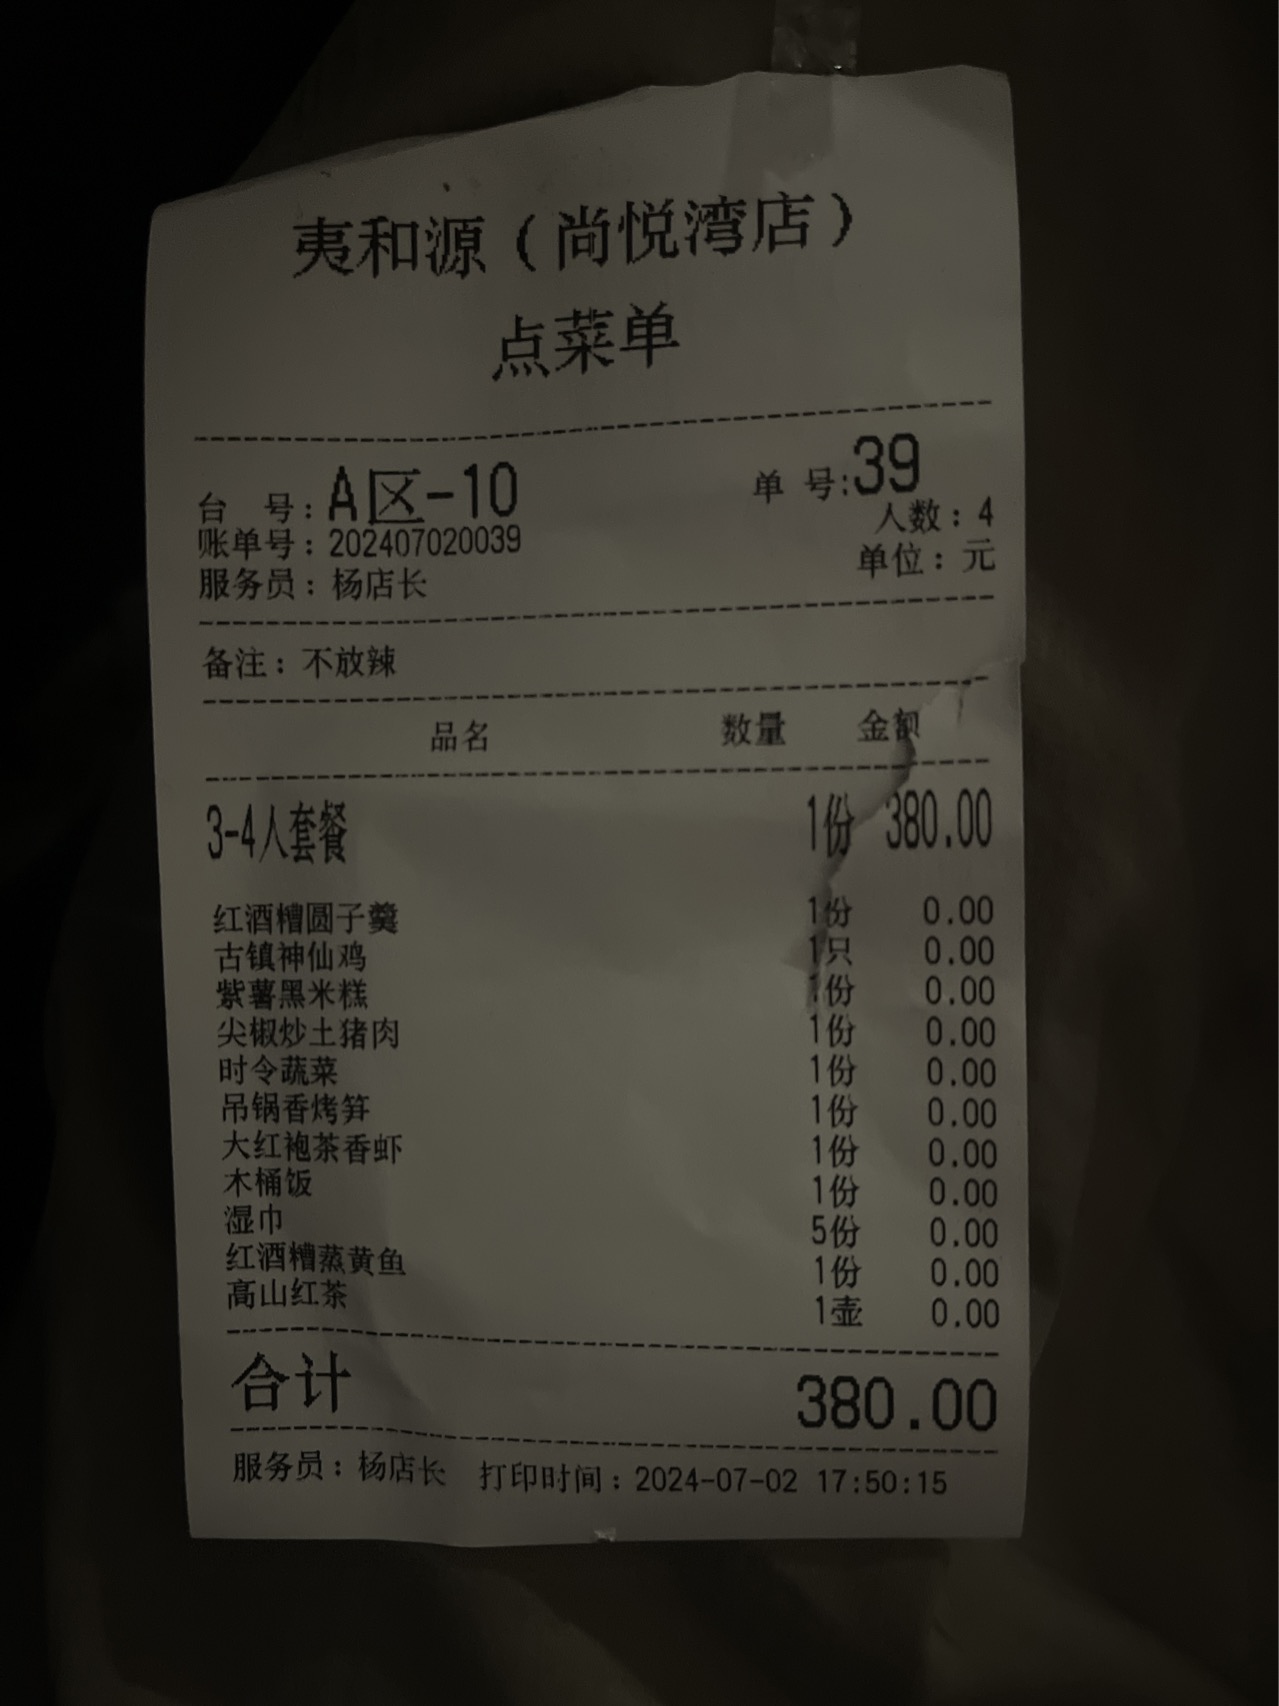 夷和源（尚悦湾店）
点菜单
台 号：A区-10 单 号:39
人数：4
账单号：202407020039
单位：元
服务员：杨店长
备注：不放辣
品名 数量 金额
3-4人套餐 1份 380.00
红酒糟圆子羹 1份 0.00
古镇神仙鸡 1只 0.00
紫薯黑米糕 1份 0.00
尖椒炒土猪肉 1份 0.00
时令蔬菜 1份 0.00
吊锅香烤笋 1份 0.00
大红袍茶香虾 1份 0.00
木桶饭 1份 0.00
湿巾 5份 0.00
红酒糟蒸黄鱼 1份 0.00
高山红茶 1壶 0.00
合计 380.00
服务员：杨店长 打印时间：2024-07-02 17:50:15